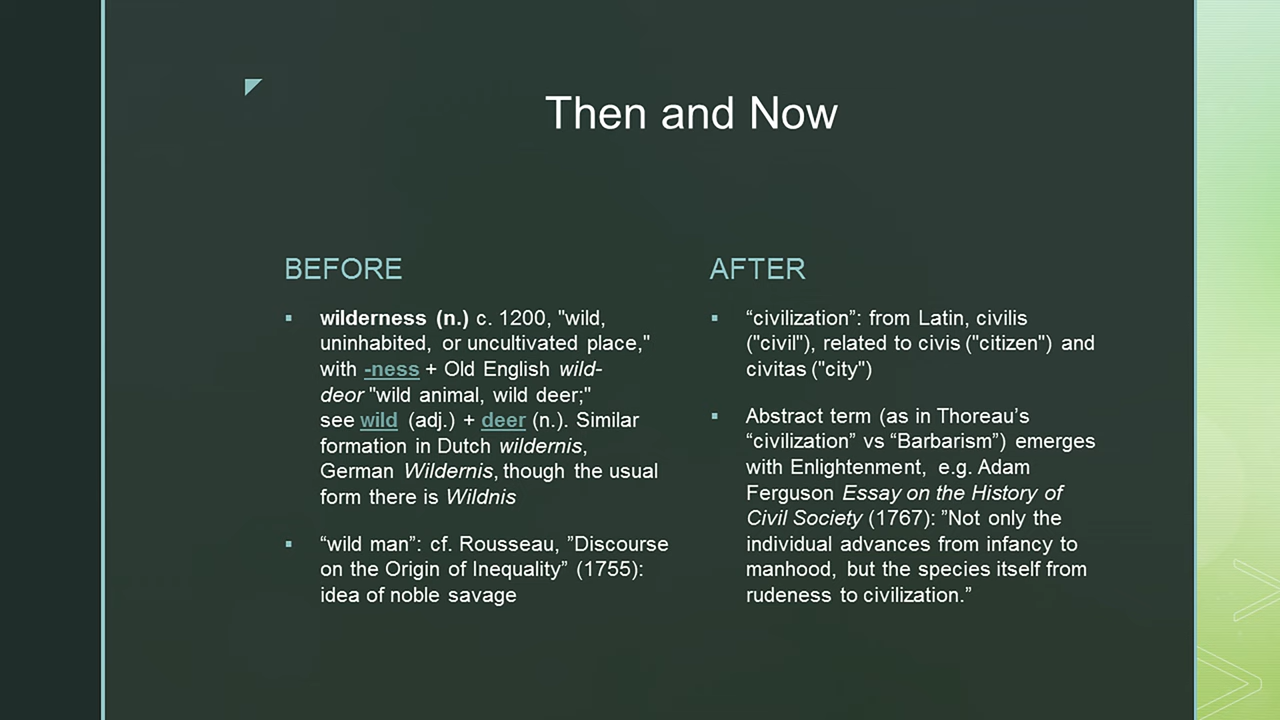 Then and Now
BEFORE
▪ wilderness (n.) c. 1200, "wild,
uninhabited, or uncultivated place,"
with -ness + Old English wild-
deor "wild animal, wild deer;"
see wild (adj.) + deer (n.). Similar
formation in Dutch wildernis,
German Wildernis, though the usual
form there is Wildnis
▪ “wild man”: cf. Rousseau, ”Discourse
on the Origin of Inequality” (1755):
idea of noble savage
AFTER
▪ “civilization”: from Latin, civilis
("civil"), related to civis ("citizen") and
civitas ("city")
▪ Abstract term (as in Thoreau’s
“civilization” vs “Barbarism”) emerges
with Enlightenment, e.g. Adam
Ferguson Essay on the History of
Civil Society (1767): ”Not only the
individual advances from infancy to
manhood, but the species itself from
rudeness to civilization.”